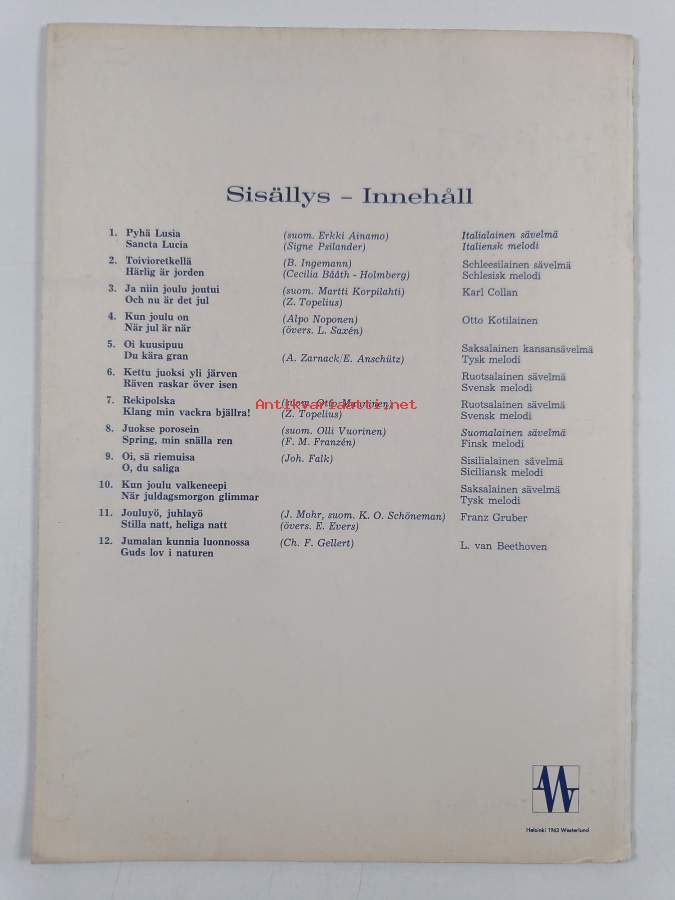 Sisällys – Innehåll
1. Pyhä Lusia (suom. Erkki Ainamo) Italialainen sävelmä
Sancta Lucia (Signe Psilander) Italiensk melodi
2. Toivioretkellä (B. Ingemann) Schleesilainen sävelmä
Härlig är jorden (Cecilia Bååth - Holmberg) Schlesisk melodi
3. Ja niin joulu joutui (suom. Martti Korpilahti) Karl Collan
Och nu är det jul (Z. Topelius)
4. Kun joulu on (Alpo Noponen) Otto Kotilainen
När jul är när (övers. L. Saxén)
5. Oi kuusipuu Saksalainen kansansävelmä
Du kära gran (A. Zarnack/E. Anschütz) Tysk melodi
6. Kettu juoksi yli järven Ruotsalainen sävelmä
Räven raskar över isen Svensk melodi
7. Rekipolska (suom. Otto Manninen) Ruotsalainen sävelmä
Antikvariaatti.net
Klang min vackra bjällra! (Z. Topelius) Svensk melodi
8. Juokse porosein (suom. Olli Vuorinen) Suomalainen sävelmä
Spring, min snälla ren (F. M. Franzén) Finsk melodi
9. Oi, sä riemuisa (Joh. Falk) Sisilialainen sävelmä
O, du saliga Siciliansk melodi
10. Kun joulu valkeneepi Saksalainen sävelmä
När juldagsmorgon glimmar Tysk melodi
11. Jouluyö, juhlayö (J. Mohr, suom. K. O. Schöneman) Franz Gruber
Stilla natt, heliga natt (övers. E. Evers)
12. Jumalan kunnia luonnossa (Ch. F. Gellert) L. van Beethoven
Guds lov i naturen
AW
Helsinki 1963 Westerlund